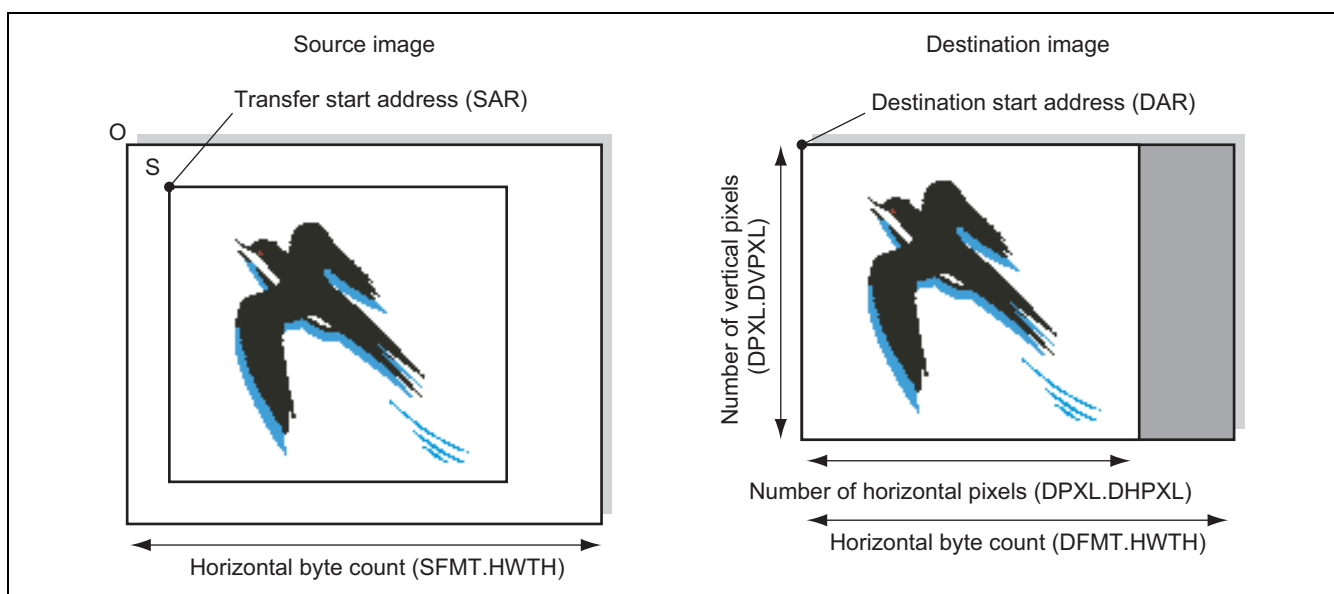 Source image
Transfer start address (SAR)
O
S
Horizontal byte count (SFMT.HWTH)
Destination image
Destination start address (DAR)
Number of vertical pixels
(DPXL.DVPXL)
Number of horizontal pixels (DPXL.DHPXL)
Horizontal byte count (DFMT.HWTH)